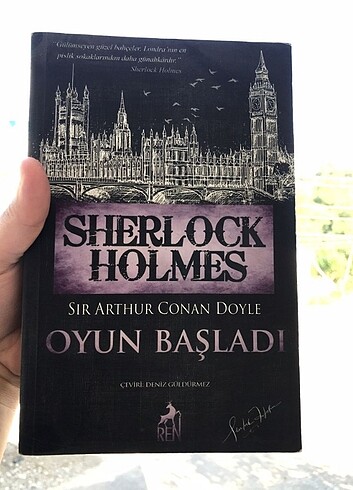 Gülümseyen güzel bahçeler, Londra'nın en
pislik sokaklarından daha günahkârdır."
Sherlock Holmes
SHERLOCK
HOLMES
SIR ARTHUR CONAN DOYLE
OYUN BAŞLADI
ÇEVİRİ: DENİZ GÜLDÜRMEZ
REN